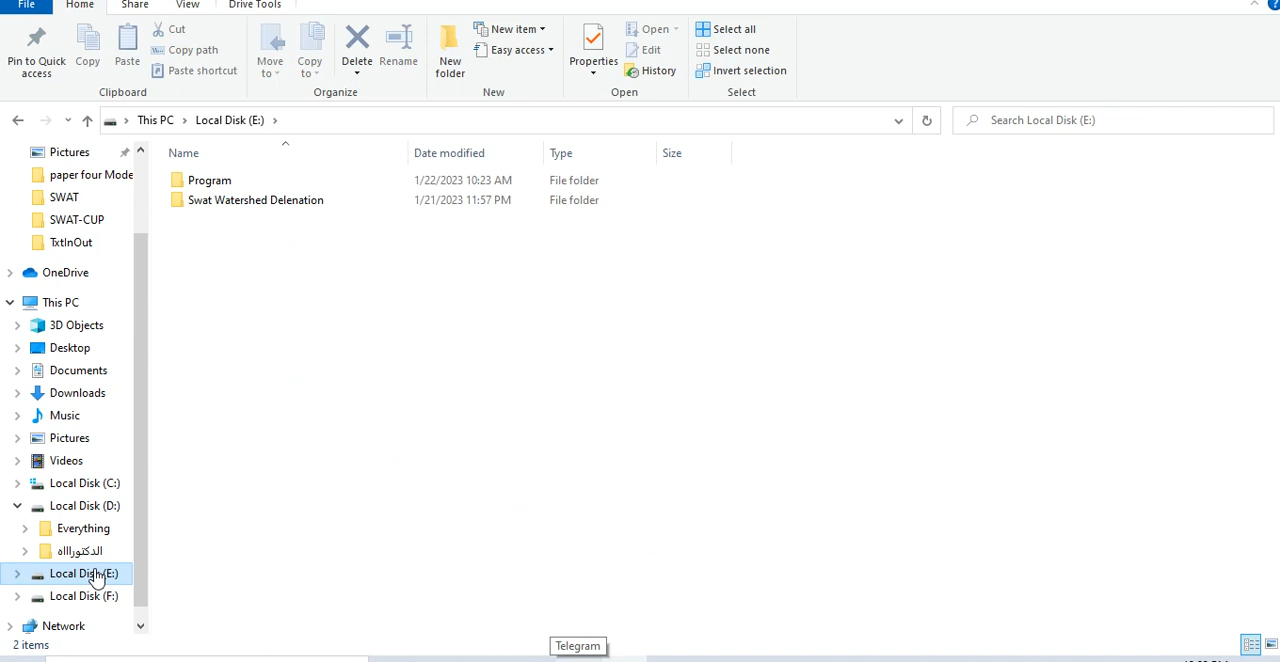 File Home Share View Drive Tools
Pin to Quick access
Copy
Paste
Cut
Copy path
Paste shortcut
Clipboard
Move to
Copy to
Delete
Rename
Organize
New folder
New item
Easy access
New
Properties
Open
Edit
History
Open
Select all
Select none
Invert selection
Select
This PC Local Disk (E:)
Search Local Disk (E:)
Name Date modified Type Size
Program 1/22/2023 10:23 AM File folder
Swat Watershed Delenation 1/21/2023 11:57 PM File folder
Pictures
paper four Mode
SWAT
SWAT-CUP
TxtInOut
OneDrive
This PC
3D Objects
Desktop
Documents
Downloads
Music
Pictures
Videos
Local Disk (C:)
Local Disk (D:)
Everything
الدكتوراااه
Local Disk (E:)
Local Disk (F:)
Network
2 items
Telegram